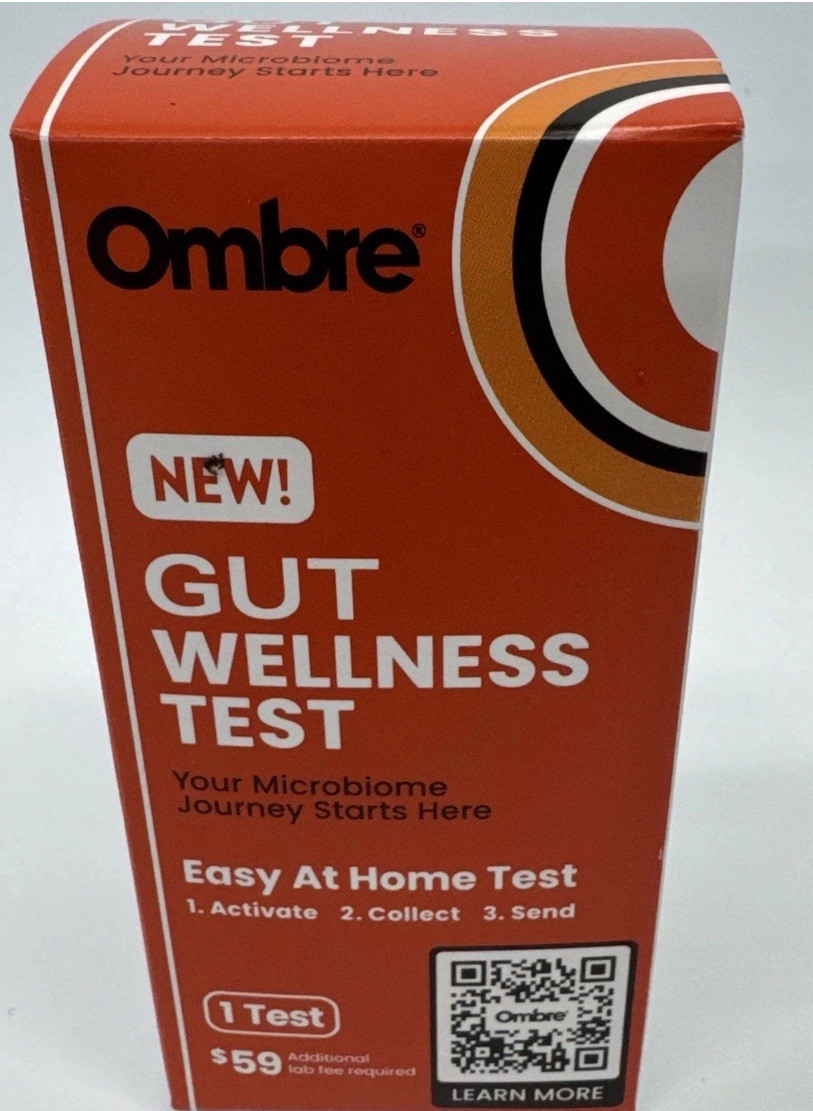 WELLNESS
TEST
Your Microbiome
Journey Starts Here
Ombre®
NEW!
GUT
WELLNESS
TEST
Your Microbiome
Journey Starts Here
Easy At Home Test
1. Activate 2. Collect 3. Send
1 Test
$59 Additional
lab fee required
Ombre®
LEARN MORE